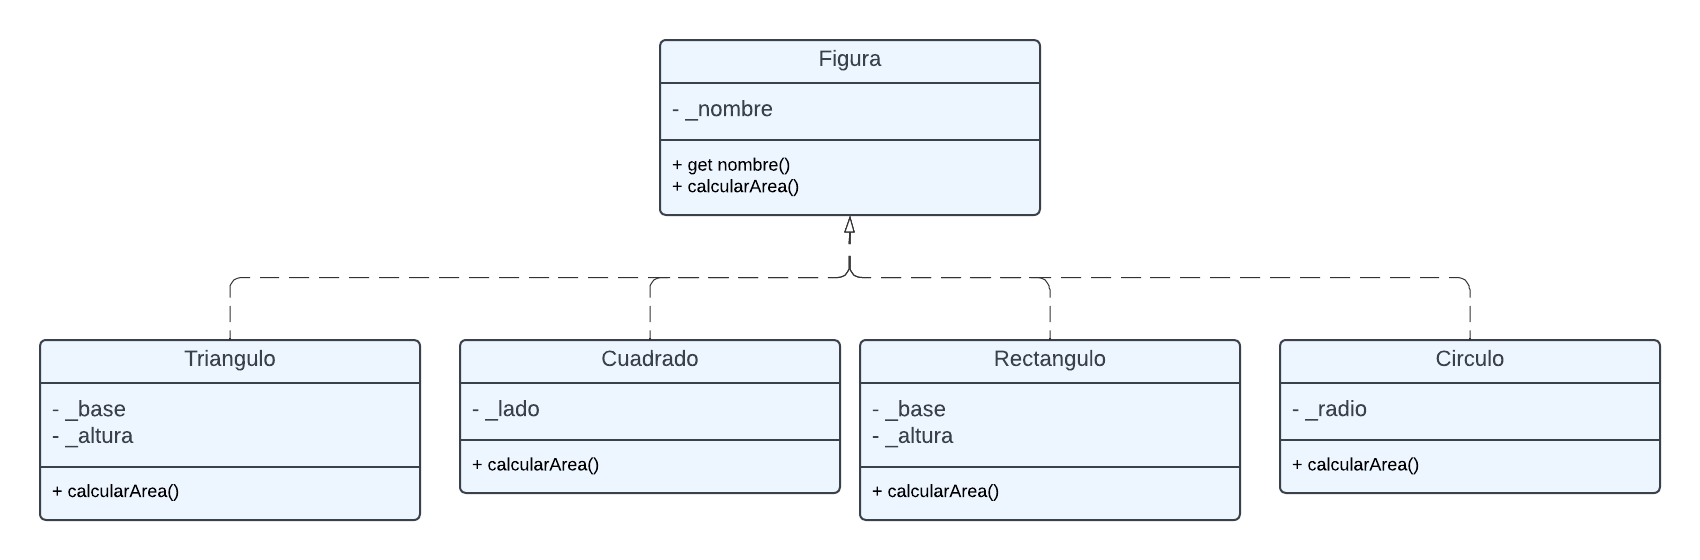 Figura
- _nombre
+ get nombre()
+ calcularArea()
Triangulo
- _base
- _altura
+ calcularArea()
Cuadrado
- _lado
+ calcularArea()
Rectangulo
- _base
- _altura
+ calcularArea()
Circulo
- _radio
+ calcularArea()